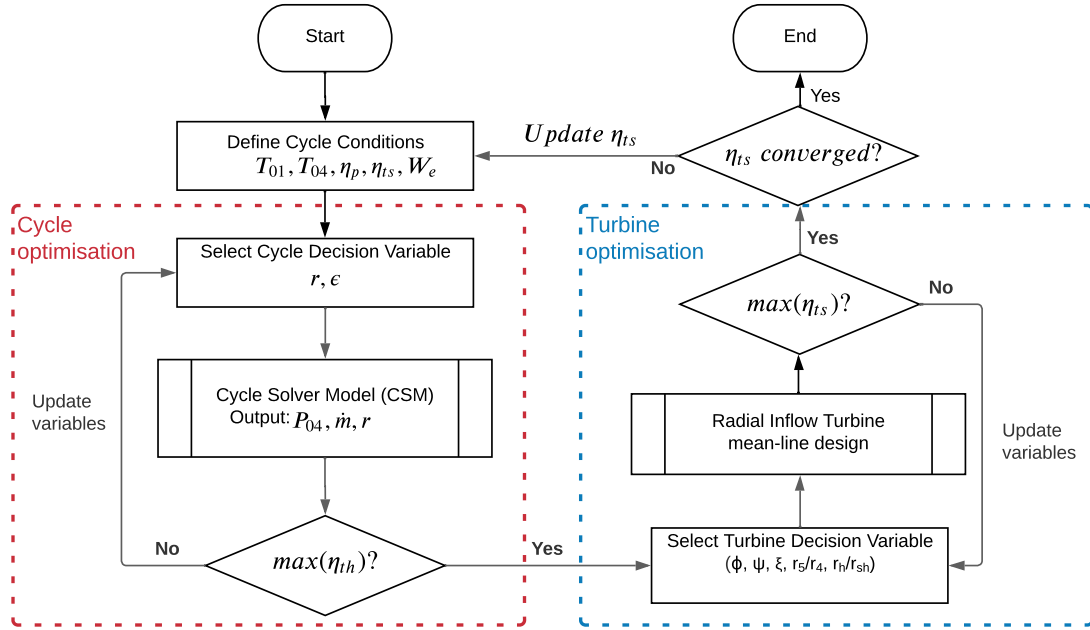 Start
Define Cycle Conditions
T₀₁, T₀₄, ηₚ, ηₜₛ, Wₑ
Cycle
optimisation
Select Cycle Decision Variable
r, ϵ
Cycle Solver Model (CSM)
Output: P₀₄, ṁ, r
Update
variables
No
max(ηₜₕ)?
Yes
End
Yes
ηₜₛ converged?
Update ηₜₛ
No
Turbine
optimisation
Yes
max(ηₜₛ)?
No
Radial Inflow Turbine
mean-line design
Update
variables
Select Turbine Decision Variable
(ϕ, ψ, ξ, r₅/r₄, rₕ/rₛₕ)